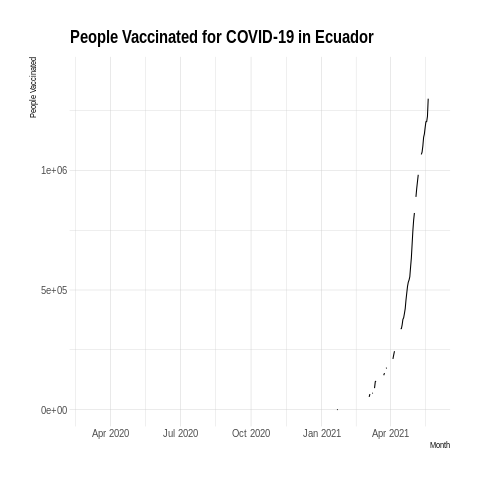 People Vaccinated for COVID-19 in Ecuador
People Vaccinated
1e+06
5e+05
0e+00
Apr 2020 Jul 2020 Oct 2020 Jan 2021 Apr 2021
Month